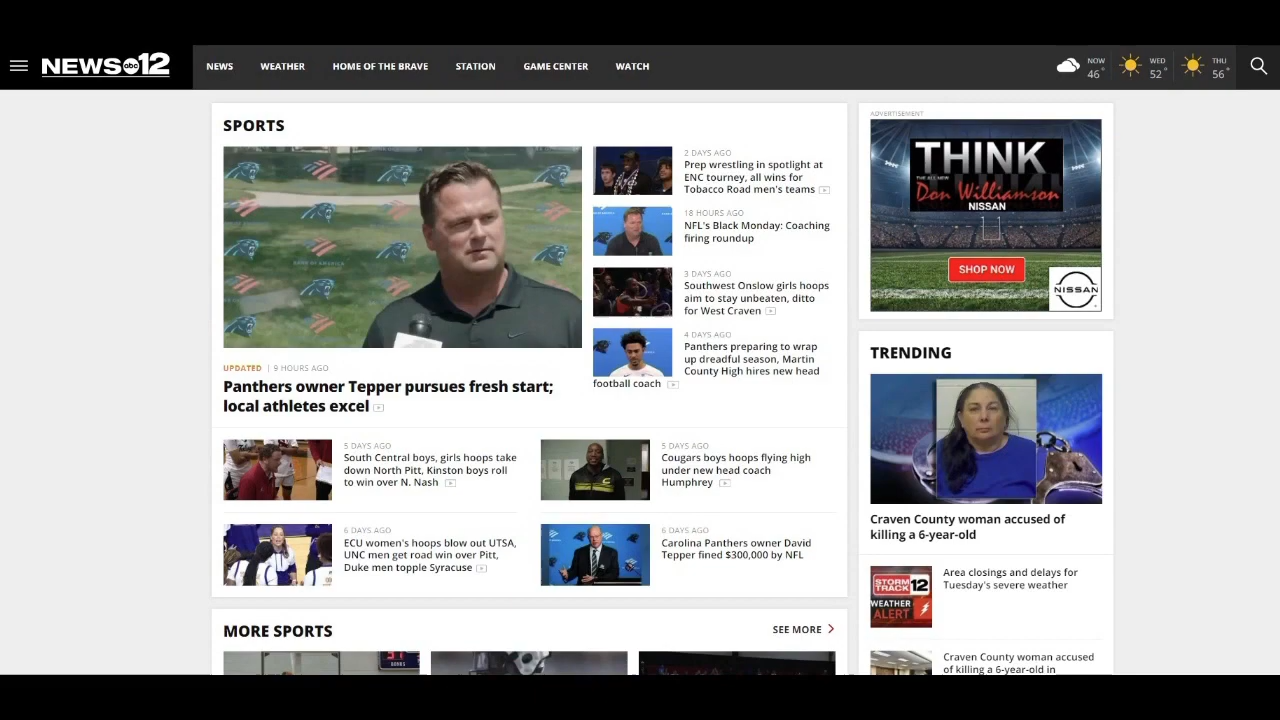 NEWS abc 12
NEWS
WEATHER
HOME OF THE BRAVE
STATION
GAME CENTER
WATCH
NOW
46°
WED
52°
THU
56°
SPORTS
BANK OF AMERICA
UPDATED | 9 HOURS AGO
Panthers owner Tepper pursues fresh start;
local athletes excel
2 DAYS AGO
Prep wrestling in spotlight at
ENC tourney, all wins for
Tobacco Road men's teams
18 HOURS AGO
NFL's Black Monday: Coaching
firing roundup
3 DAYS AGO
Southwest Onslow girls hoops
aim to stay unbeaten, ditto
for West Craven
4 DAYS AGO
Panthers preparing to wrap
up dreadful season, Martin
County High hires new head
football coach
5 DAYS AGO
South Central boys, girls hoops take
down North Pitt, Kinston boys roll
to win over N. Nash
5 DAYS AGO
Cougars boys hoops flying high
under new head coach
Humphrey
6 DAYS AGO
ECU women's hoops blow out UTSA,
UNC men get road win over Pitt,
Duke men topple Syracuse
6 DAYS AGO
Carolina Panthers owner David
Tepper fined $300,000 by NFL
MORE SPORTS
SEE MORE
ADVERTISEMENT
THINK
THE ALL NEW
Don Williamson
NISSAN
SHOP NOW
NISSAN
TRENDING
Craven County woman accused of
killing a 6-year-old
STORM
TRACK 12
WEATHER
ALERT
Area closings and delays for
Tuesday's severe weather
Craven County woman accused
of killing a 6-year-old in